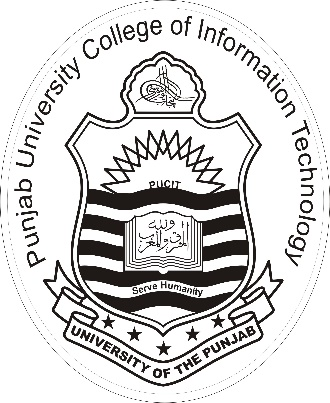 Punjab University College of Information Technology
PUCIT
Serve Humanity
UNIVERSITY OF THE PUNJAB